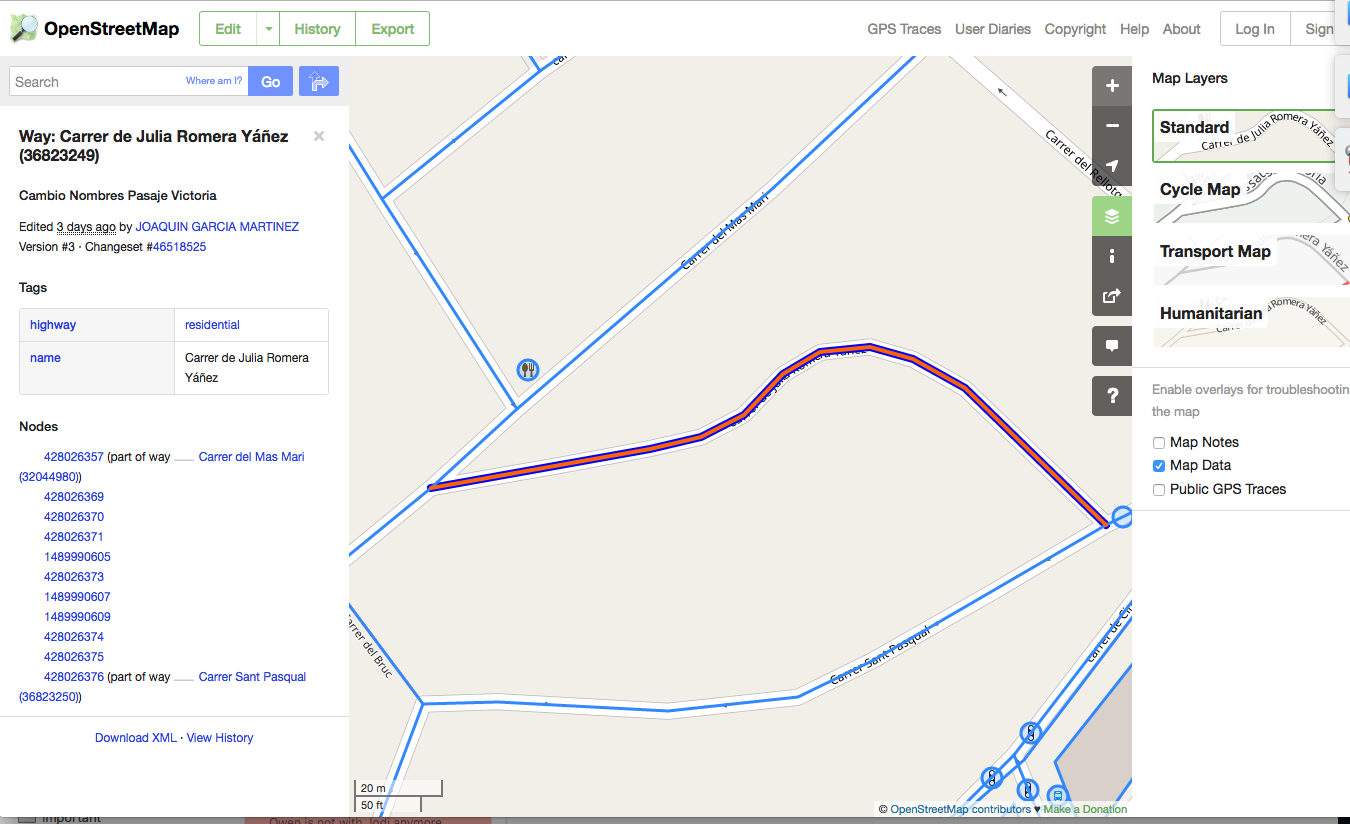 OpenStreetMap
Edit
History
Export
GPS Traces
User Diaries
Copyright
Help
About
Log In
Sign
Search
Where am I?
Go
Way: Carrer de Julia Romera Yáñez
(36823249)
Cambio Nombres Pasaje Victoria
Edited 3 days ago by JOAQUIN GARCIA MARTINEZ
Version #3 · Changeset #46518525
Tags
highway residential
name Carrer de Julia Romera
Yáñez
Nodes
428026357 (part of way Carrer del Mas Mari
(32044980))
428026369
428026370
428026371
1489990605
428026373
1489990607
1489990609
428026374
428026375
428026376 (part of way Carrer Sant Pasqual
(36823250))
Download XML · View History
Carrer del Mas Mari
Carrer del Rellotg
Carrer de Julia Romera Yáñez
Carrer Sant Pasqual
Carrer del Bruc
Carrer de Ci
20 m
50 ft
© OpenStreetMap contributors ♥ Make a Donation
Map Layers
Standard
Carrer de Julia Romera Yáñez
Cycle Map
Transport Map
Humanitarian
Enable overlays for troubleshootin
the map
Map Notes
Map Data
Public GPS Traces
important
Owen is not with Jodi anymore